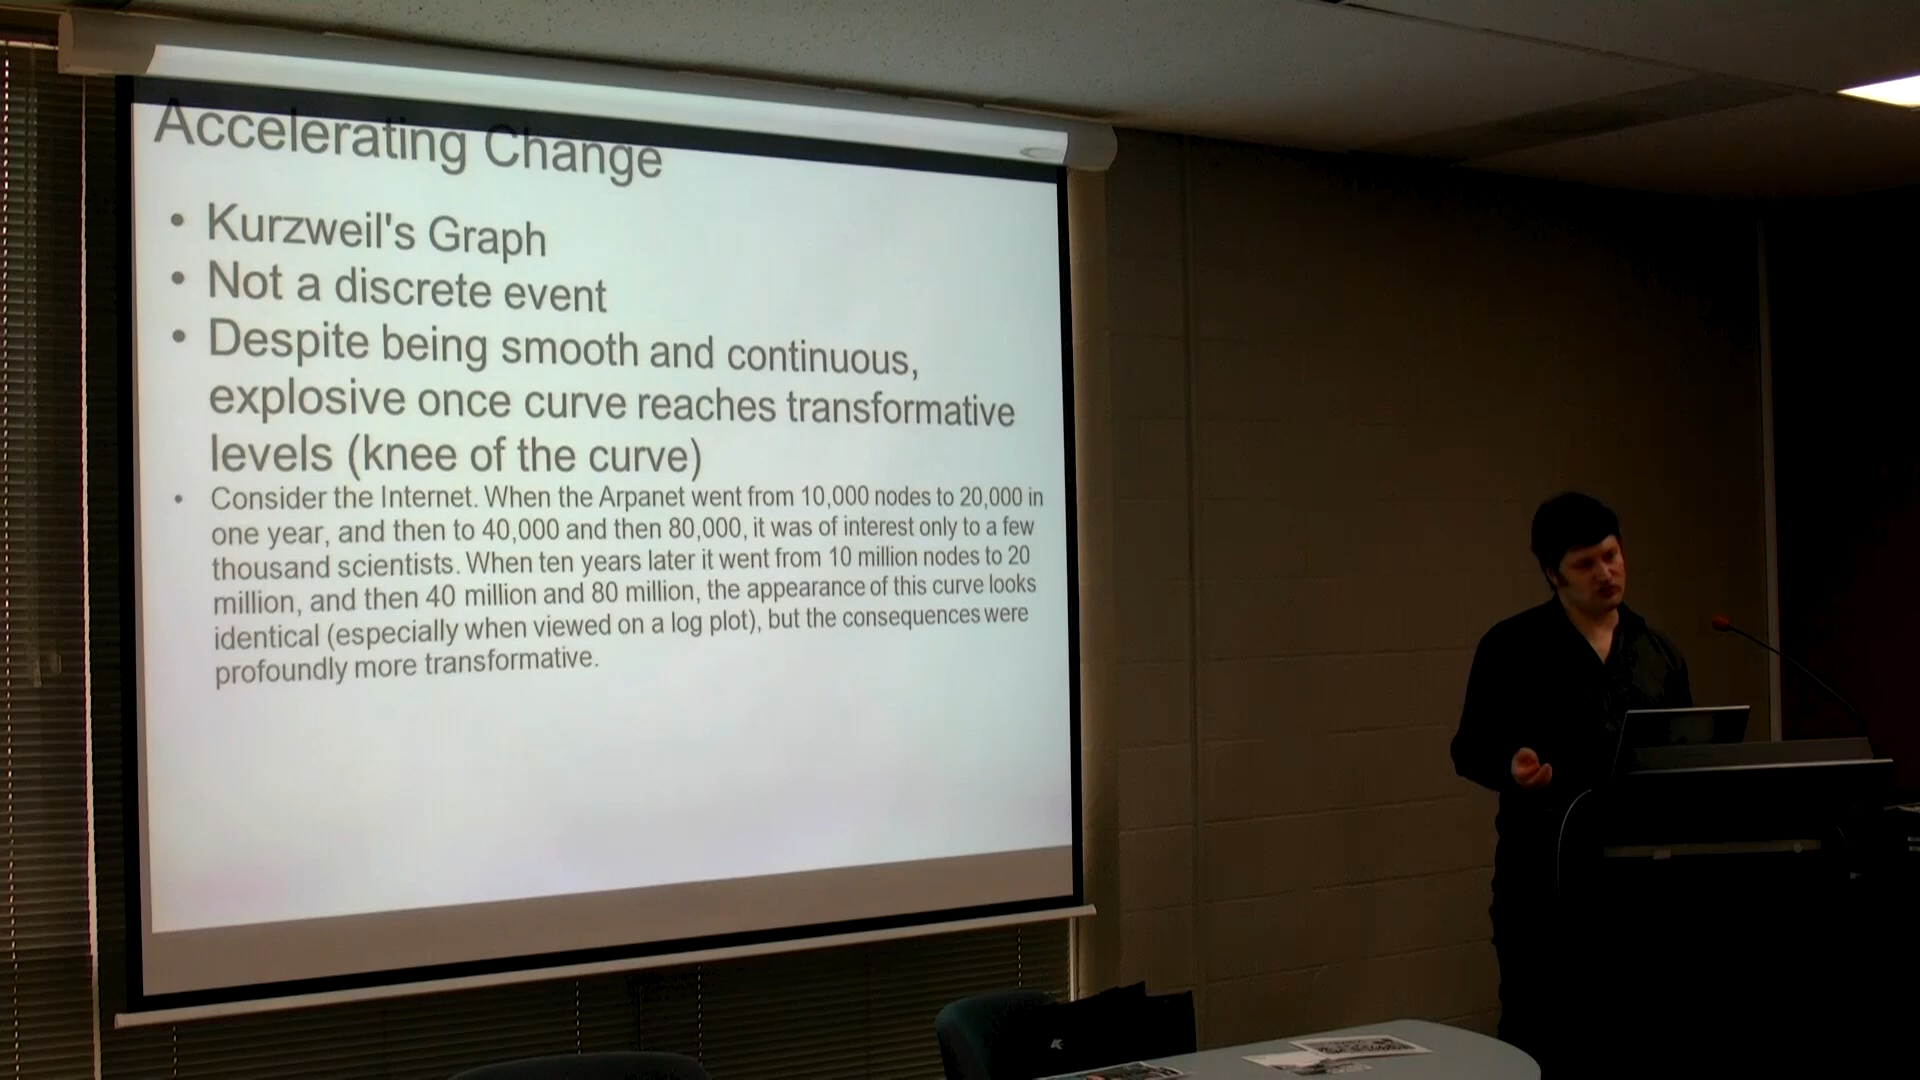 Accelerating Change
• Kurzweil's Graph
• Not a discrete event
• Despite being smooth and continuous,
explosive once curve reaches transformative
levels (knee of the curve)
• Consider the Internet. When the Arpanet went from 10,000 nodes to 20,000 in
one year, and then to 40,000 and then 80,000, it was of interest only to a few
thousand scientists. When ten years later it went from 10 million nodes to 20
million, and then 40 million and 80 million, the appearance of this curve looks
identical (especially when viewed on a log plot), but the consequences were
profoundly more transformative.